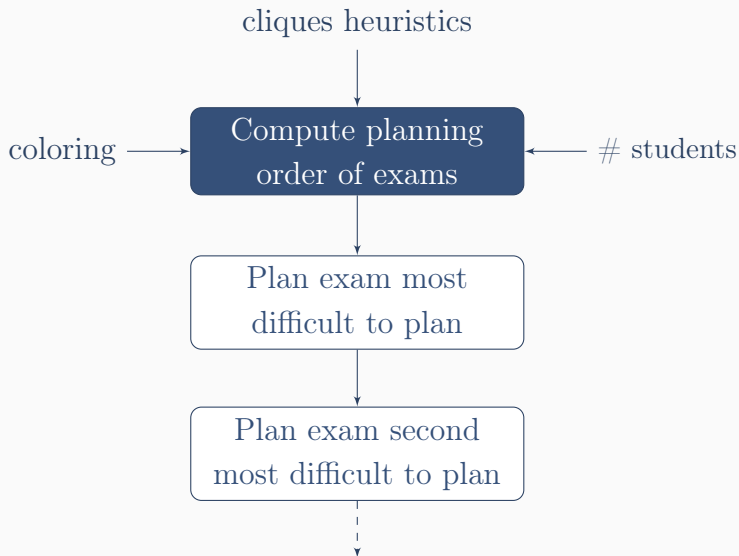 cliques heuristics
coloring
Compute planning
order of exams
# students
Plan exam most
difficult to plan
Plan exam second
most difficult to plan